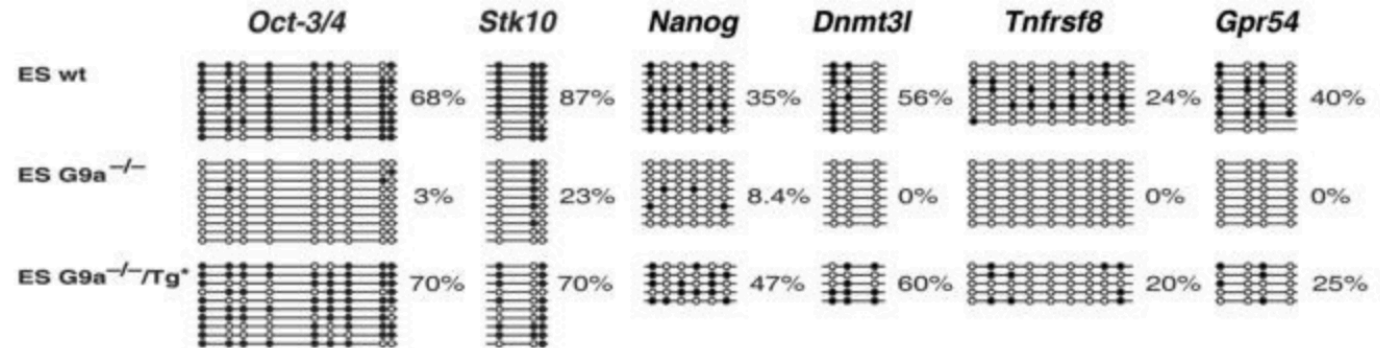 Oct-3/4 Stk10 Nanog Dnmt3l Tnfrsf8 Gpr54
ES wt 68% 87% 35% 56% 24% 40%
ES G9a−/− 3% 23% 8.4% 0% 0% 0%
ES G9a−/−/Tg* 70% 70% 47% 60% 20% 25%